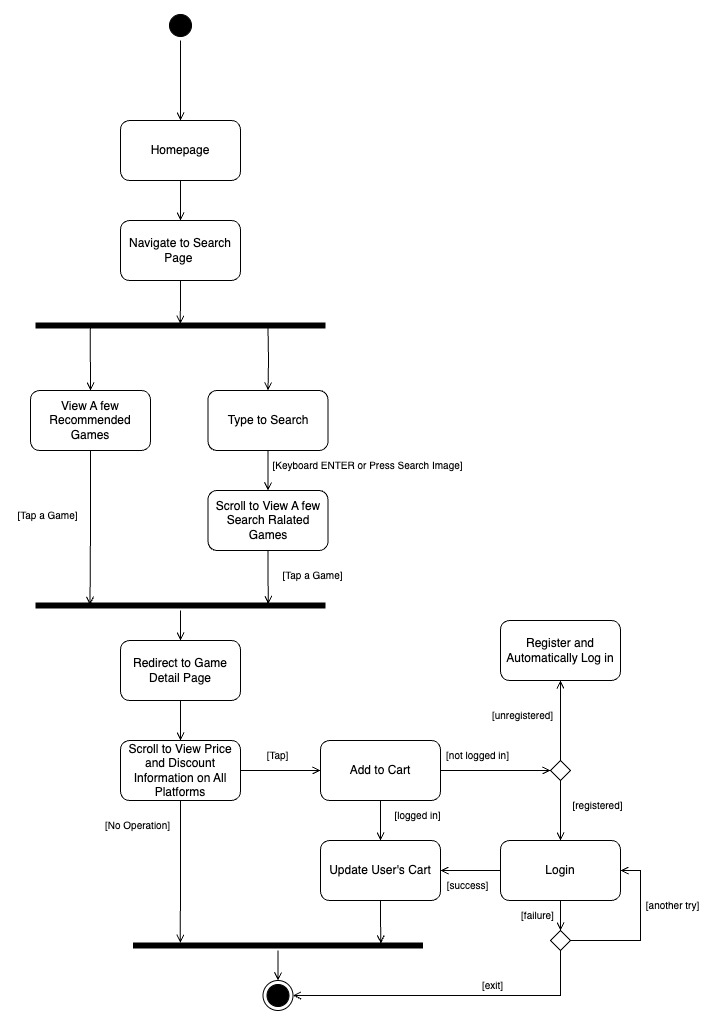 Homepage
Navigate to Search
Page
View A few
Recommended
Games
Type to Search
[Keyboard ENTER or Press Search Image]
Scroll to View A few
Search Ralated
Games
[Tap a Game]
[Tap a Game]
Redirect to Game
Detail Page
Register and
Automatically Log in
[unregistered]
Scroll to View Price
and Discount
Information on All
Platforms
[Tap]
Add to Cart
[not logged in]
[registered]
[No Operation]
[logged in]
Update User's Cart
[success]
Login
[failure]
[another try]
[exit]